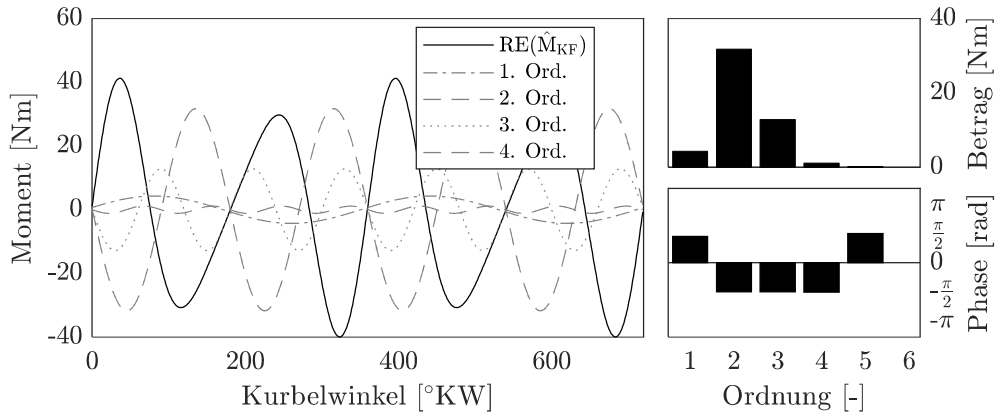 Moment [Nm]
60
40
20
0
-20
-40
0
200
400
600
Kurbelwinkel [°KW]
RE(M̂_KF)
1. Ord.
2. Ord.
3. Ord.
4. Ord.
40
20
0
Betrag [Nm]
π
π/2
0
-π/2
-π
Phase [rad]
1 2 3 4 5 6
Ordnung [-]